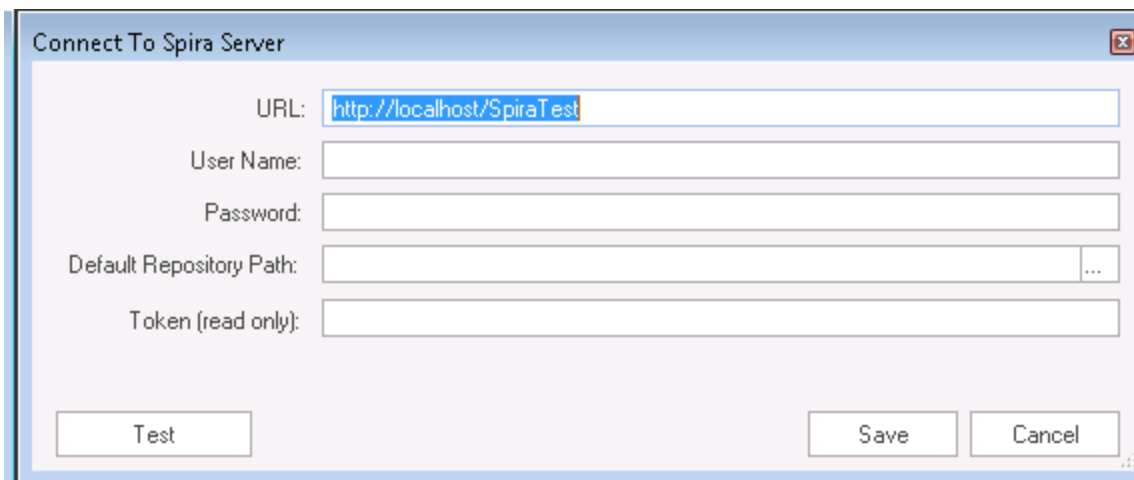 Connect To Spira Server
URL: http://localhost/SpiraTest
User Name:
Password:
Default Repository Path: ...
Token (read only):
Test Save Cancel